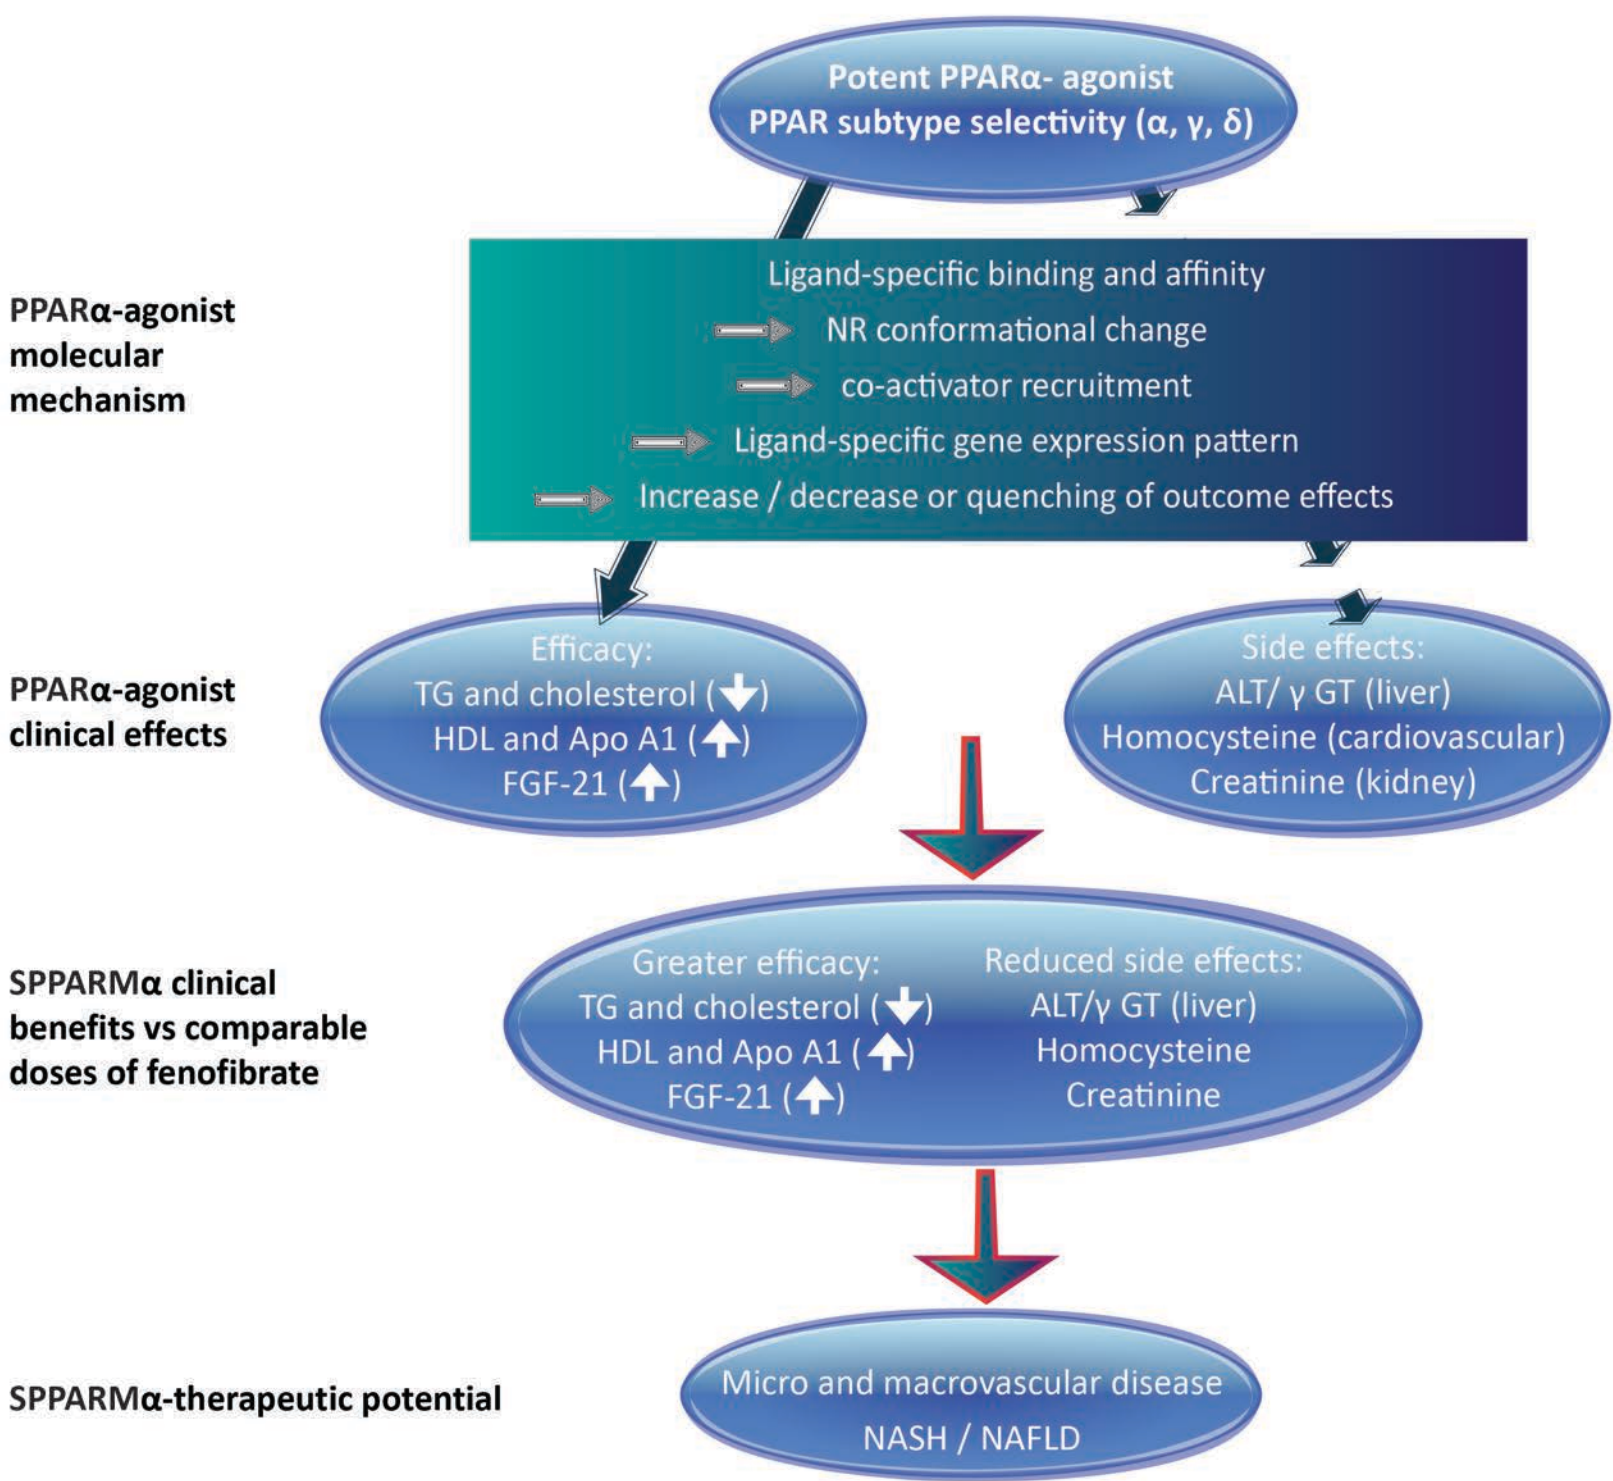 Potent PPARα- agonist
PPAR subtype selectivity (α, γ, δ)
PPARα-agonist
molecular
mechanism
Ligand-specific binding and affinity
NR conformational change
co-activator recruitment
Ligand-specific gene expression pattern
Increase / decrease or quenching of outcome effects
PPARα-agonist
clinical effects
Efficacy:
TG and cholesterol (↓)
HDL and Apo A1 (↑)
FGF-21 (↑)
Side effects:
ALT/ γ GT (liver)
Homocysteine (cardiovascular)
Creatinine (kidney)
SPPARMα clinical
benefits vs comparable
doses of fenofibrate
Greater efficacy:
TG and cholesterol (↓)
HDL and Apo A1 (↑)
FGF-21 (↑)
Reduced side effects:
ALT/γ GT (liver)
Homocysteine
Creatinine
SPPARMα-therapeutic potential
Micro and macrovascular disease
NASH / NAFLD